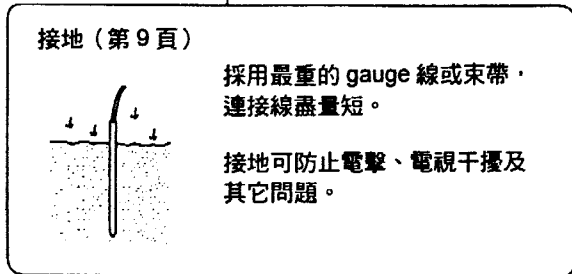 接地（第9頁）
採用最重的 gauge 線或束帶，
連接線盡量短。
接地可防止電擊、電視干擾及
其它問題。